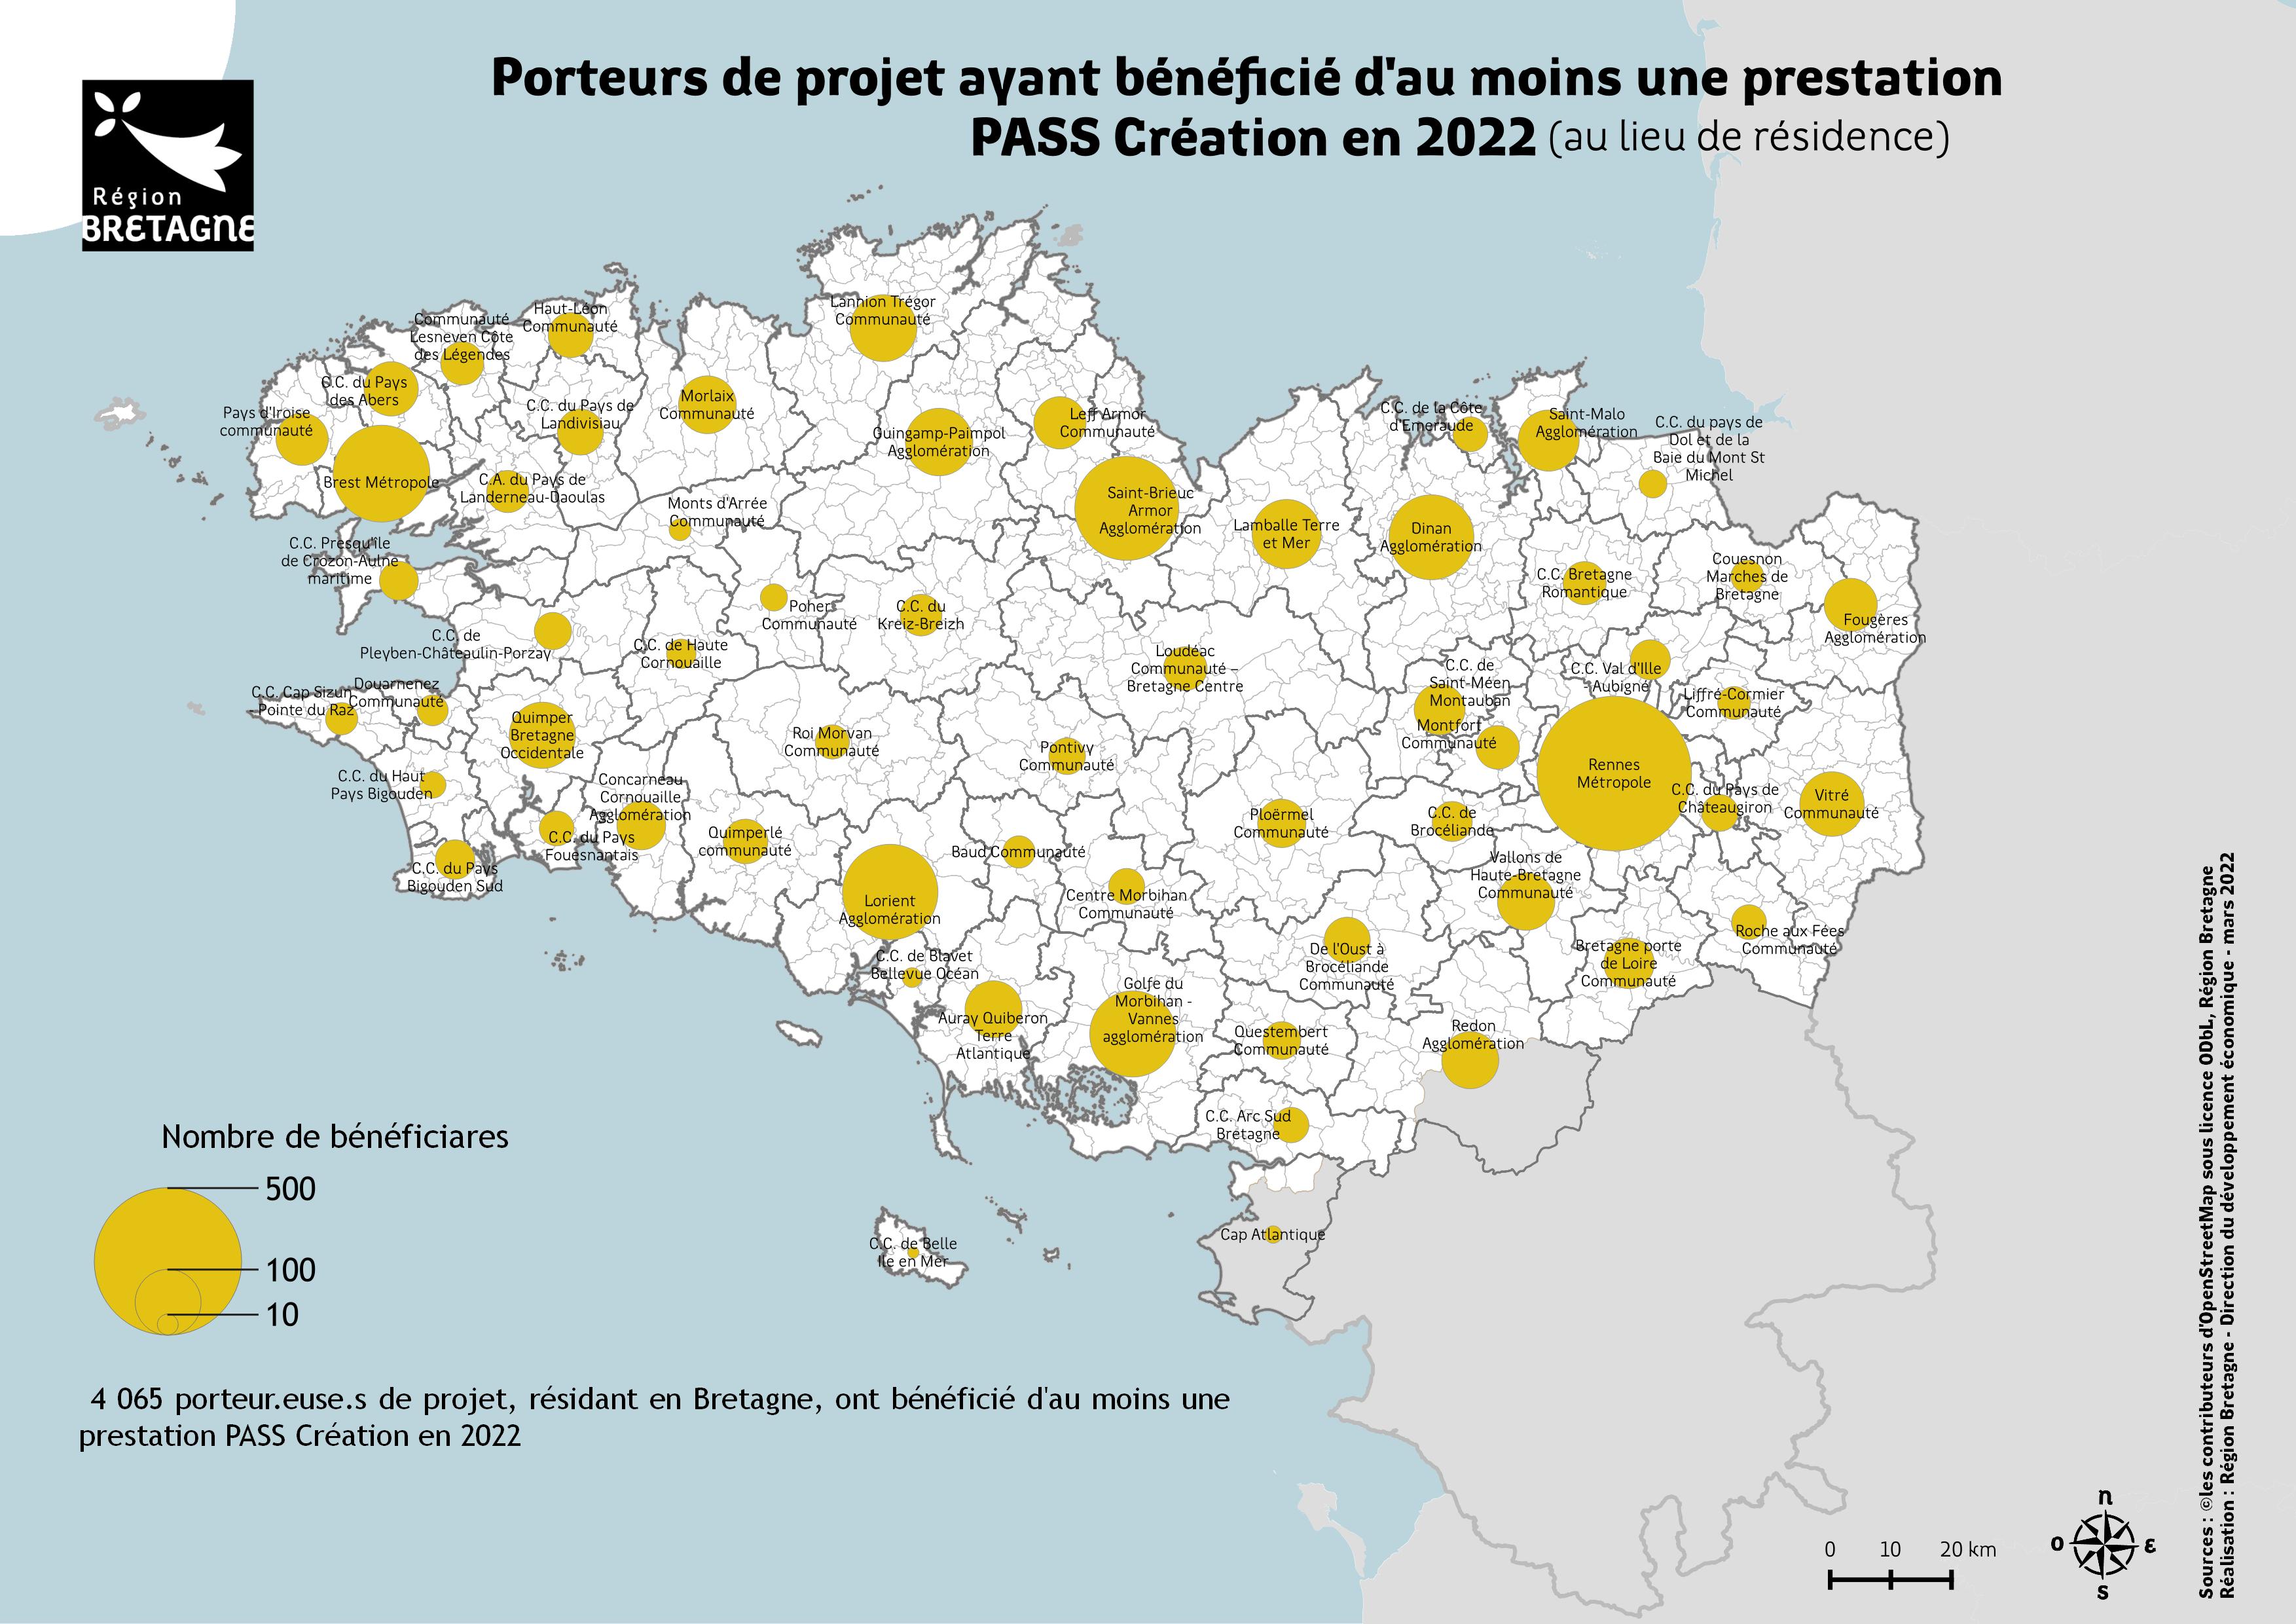 Porteurs de projet ayant bénéficié d'au moins une prestation
PASS Création en 2022 (au lieu de résidence)
Région
BRETAGNE
Lannion Trégor
Communauté
Haut-Léon
Communauté
Communauté
Lesneven Côte
des Légendes
C.C. du Pays
des Abers
Pays d'Iroise
communauté
Brest Métropole
C.C. du Pays de
Landivisiau
Morlaix
Communauté
C.A. du Pays de
Landerneau-Daoulas
Guingamp-Paimpol
Agglomération
Leff Armor
Communauté
C.C. de la Côte
d'Emeraude
Saint-Malo
Agglomération
C.C. du pays de
Dol et de la
Baie du Mont St
Michel
Monts d'Arrée
Communauté
Saint-Brieuc
Armor
Agglomération
Lamballe Terre
et Mer
Dinan
Agglomération
C.C. Presqu'île
de Crozon-Aulne
maritime
C.C. Bretagne
Romantique
Couesnon
Marches de
Bretagne
Fougères
Agglomération
Poher
Communauté
C.C. du
Kreiz-Breizh
C.C. de
Pleyben-Châteaulin-Porzay
C.C. de Haute
Cornouaille
Loudéac
Communauté –
Bretagne Centre
C.C. de
Saint-Méen
Montauban
C.C. Val d'Ille
- Aubigné
Liffré-Cormier
Communauté
Montfort
Communauté
C.C. Cap Sizun
- Pointe du Raz
Douarnenez
Communauté
Quimper
Bretagne
Occidentale
Roi Morvan
Communauté
Pontivy
Communauté
Rennes
Métropole
C.C. du Pays de
Châteaugiron
Vitré
Communauté
C.C. du Haut
Pays Bigouden
Concarneau
Cornouaille
Agglomération
C.C. du Pays
Fouesnantais
Quimperlé
communauté
Ploërmel
Communauté
C.C. de
Brocéliande
Baud Communauté
C.C. du Pays
Bigouden Sud
Vallons de
Haute-Bretagne
Communauté
Lorient
Agglomération
Centre Morbihan
Communauté
Roche aux Fées
Communauté
De l'Oust à
Brocéliande
Communauté
Bretagne porte
de Loire
Communauté
C.C. de Blavet
Bellevue Océan
Golfe du
Morbihan -
Vannes
agglomération
Auray Quiberon
Terre
Atlantique
Questembert
Communauté
Redon
Agglomération
C.C. Arc Sud
Bretagne
Cap Atlantique
C.C. de Belle
Ile en Mer
Nombre de bénéficiares
500
100
10
4 065 porteur.euse.s de projet, résidant en Bretagne, ont bénéficié d'au moins une
prestation PASS Création en 2022
0 10 20 km
n
o
ε
s
Sources : ©les contributeurs d'OpenStreetMap sous licence ODbL, Région Bretagne
Réalisation : Région Bretagne - Direction du développement économique - mars 2022